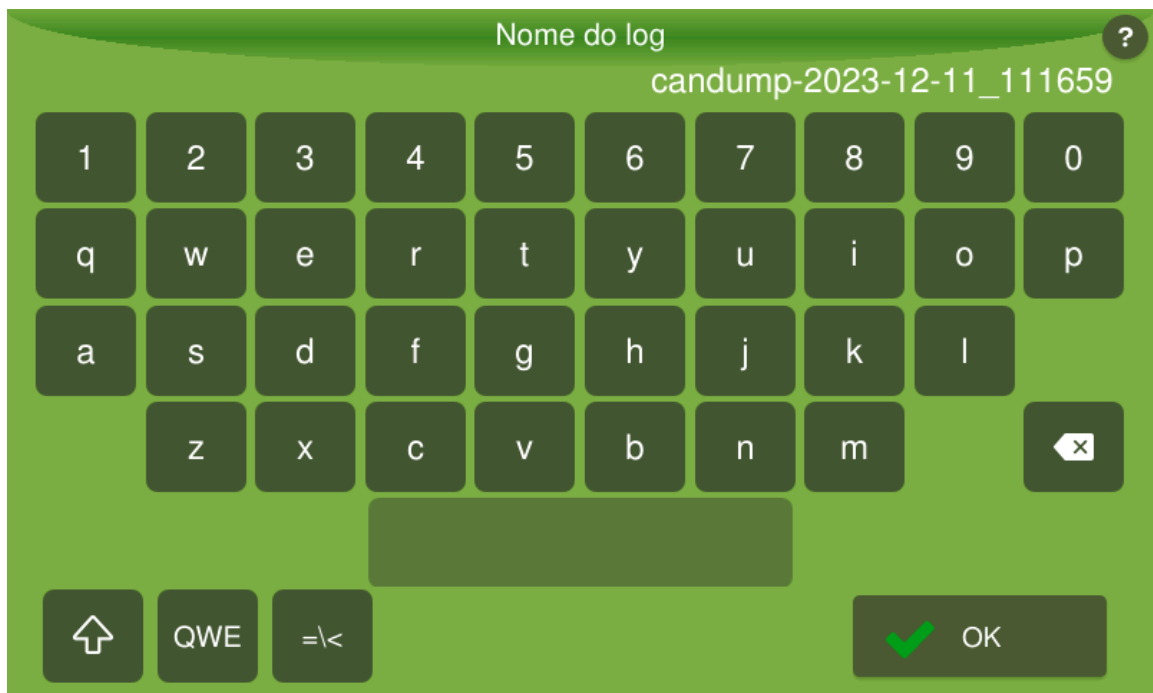 Nome do log
?
candump-2023-12-11_111659
1 2 3 4 5 6 7 8 9 0
q w e r t y u i o p
a s d f g h j k l
z x c v b n m
QWE =\< OK